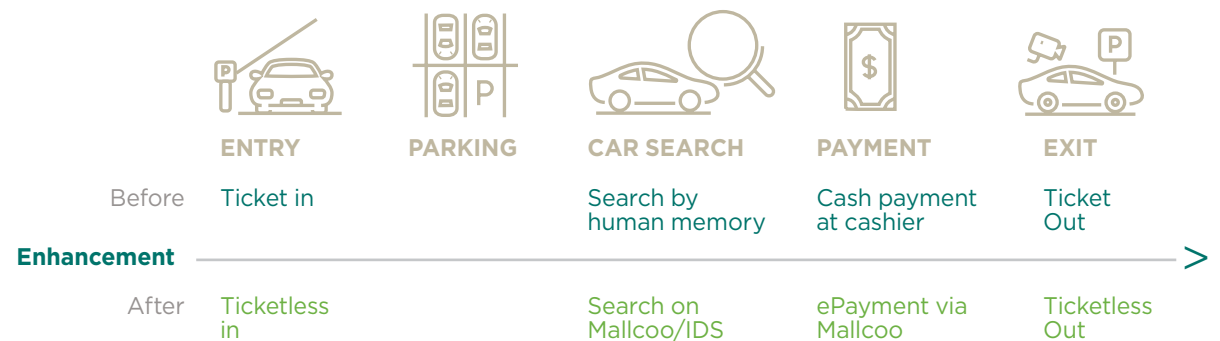 P
P
$
P
ENTRY
PARKING
CAR SEARCH
PAYMENT
EXIT
Before
Ticket in
Search by
human memory
Cash payment
at cashier
Ticket
Out
Enhancement
After
Ticketless
in
Search on
Mallcoo/IDS
ePayment via
Mallcoo
Ticketless
Out